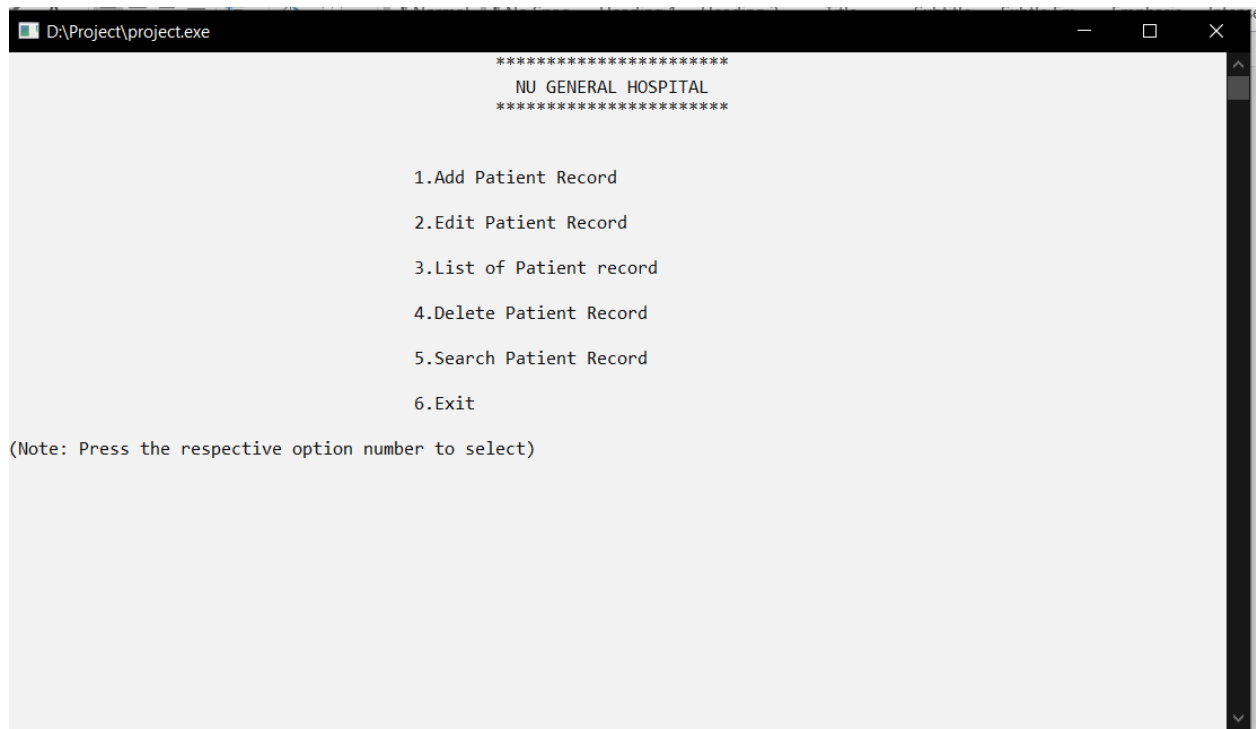 D:\Project\project.exe
***********************
NU GENERAL HOSPITAL
***********************
1.Add Patient Record
2.Edit Patient Record
3.List of Patient record
4.Delete Patient Record
5.Search Patient Record
6.Exit
(Note: Press the respective option number to select)